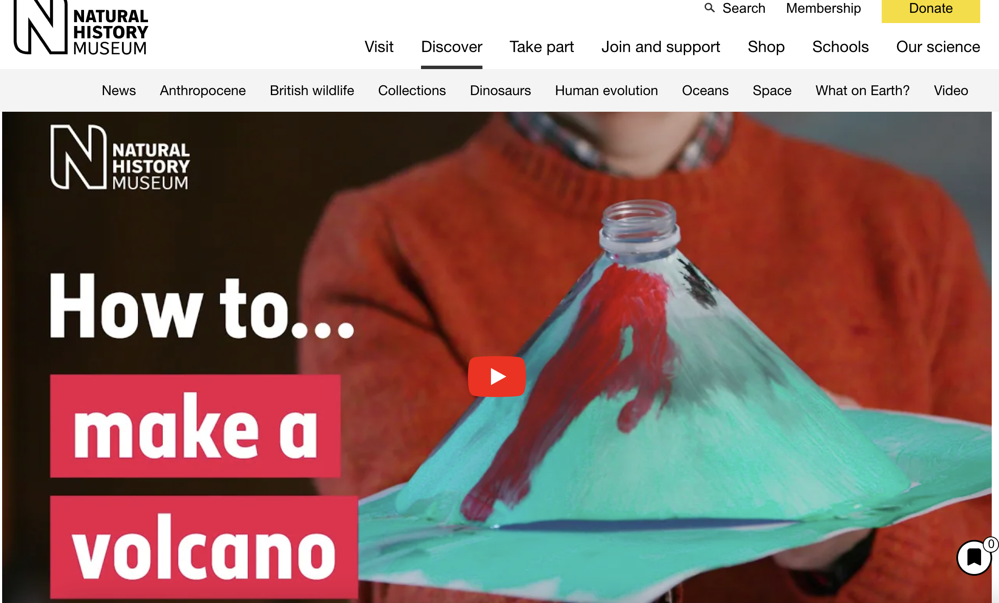 NATURAL
HISTORY
MUSEUM
Search Membership Donate
Visit Discover Take part Join and support Shop Schools Our science
News Anthropocene British wildlife Collections Dinosaurs Human evolution Oceans Space What on Earth? Video
NATURAL
HISTORY
MUSEUM
How to...
make a
volcano
0